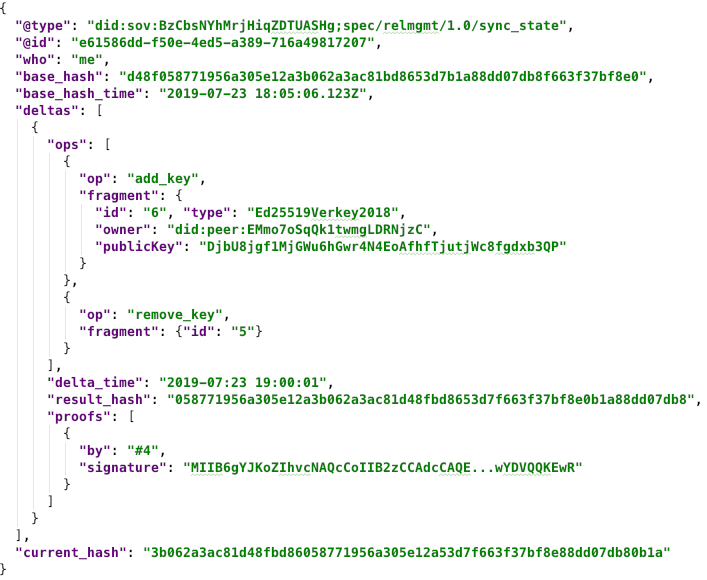 {
"@type": "did:sov:BzCbsNYhMrjHiqZDTUASHg;spec/relmgmt/1.0/sync_state",
"@id": "e61586dd-f50e-4ed5-a389-716a49817207",
"who": "me",
"base_hash": "d48f058771956a305e12a3b062a3ac81bd8653d7b1a88dd07db8f663f37bf8e0",
"base_hash_time": "2019-07-23 18:05:06.123Z",
"deltas": [
{
"ops": [
{
"op": "add_key",
"fragment": {
"id": "6", "type": "Ed25519Verkey2018",
"owner": "did:peer:EMmo7oSqQk1twmgLDRNjzC",
"publicKey": "DjbU8jgf1MjGWu6hGwr4N4EoAfhfTjutjWc8fgdxb3QP"
}
},
{
"op": "remove_key",
"fragment": {"id": "5"}
}
],
"delta_time": "2019-07:23 19:00:01",
"result_hash": "058771956a305e12a3b062a3ac81d48fbd8653d7f663f37bf8e0b1a88dd07db8",
"proofs": [
{
"by": "#4",
"signature": "MIIB6gYJKoZIhvcNAQcCoIIB2zCCAdcCAQE...wYDVQQKEwR"
}
]
}
],
"current_hash": "3b062a3ac81d48fbd86058771956a305e12a53d7f663f37bf8e88dd07db80b1a"
}